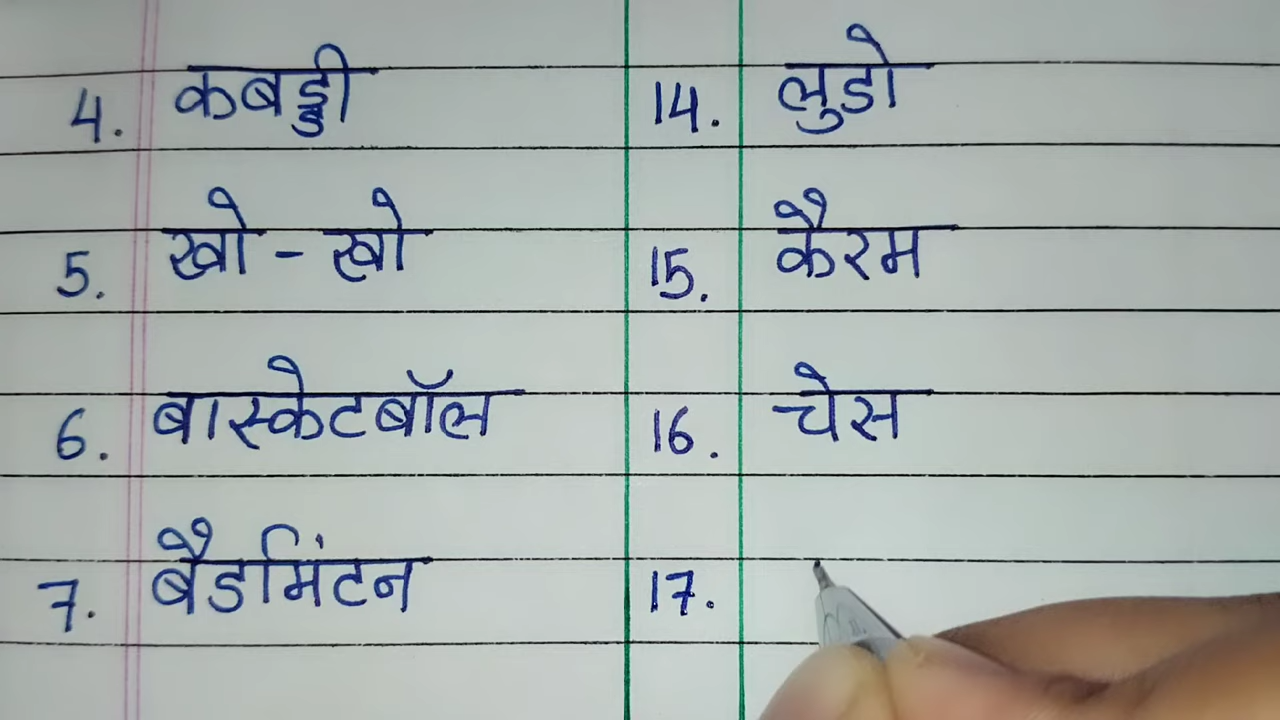 4. कबड्डी
5. खो - खो
6. बास्केटबॉल
7. बैडमिंटन
14. लुडो
15. कैरम
16. चेस
17.